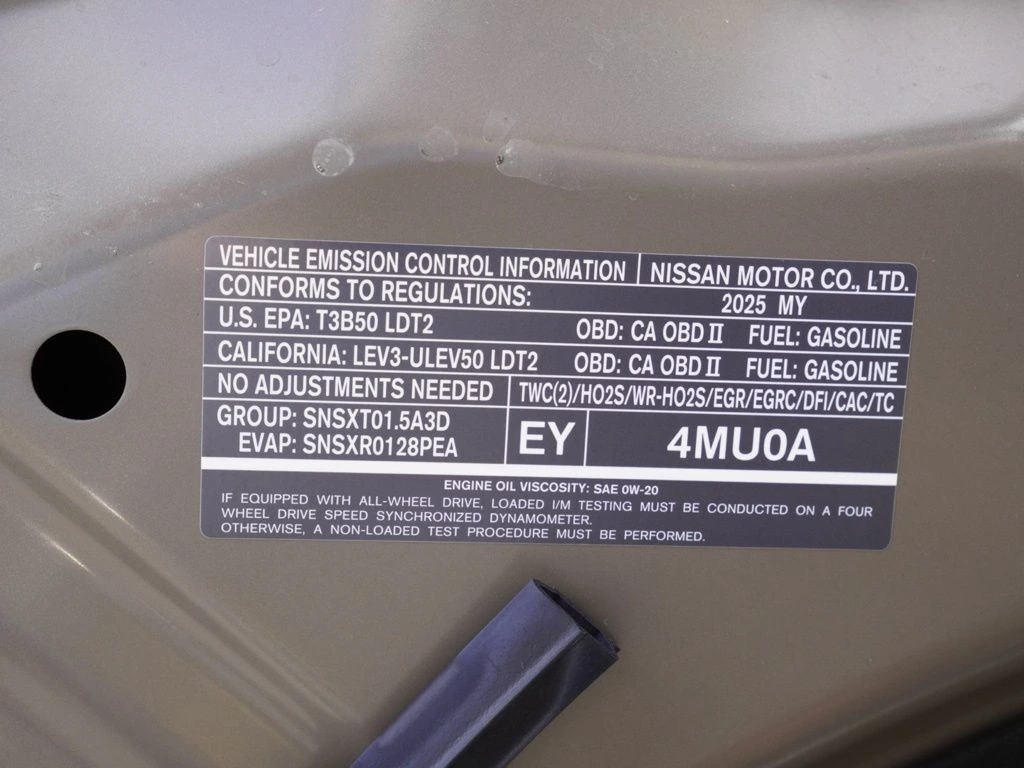 VEHICLE EMISSION CONTROL INFORMATION NISSAN MOTOR CO., LTD.
CONFORMS TO REGULATIONS: 2025 MY
U.S. EPA: T3B50 LDT2 OBD: CA OBD II FUEL: GASOLINE
CALIFORNIA: LEV3-ULEV50 LDT2 OBD: CA OBD II FUEL: GASOLINE
NO ADJUSTMENTS NEEDED TWC(2)/HO2S/WR-HO2S/EGR/EGRC/DFI/CAC/TC
GROUP: SNSXT01.5A3D
EVAP: SNSXR0128PEA
EY 4MU0A
ENGINE OIL VISCOSITY: SAE 0W-20
IF EQUIPPED WITH ALL-WHEEL DRIVE, LOADED I/M TESTING MUST BE CONDUCTED ON A FOUR
WHEEL DRIVE SPEED SYNCHRONIZED DYNAMOMETER.
OTHERWISE, A NON-LOADED TEST PROCEDURE MUST BE PERFORMED.